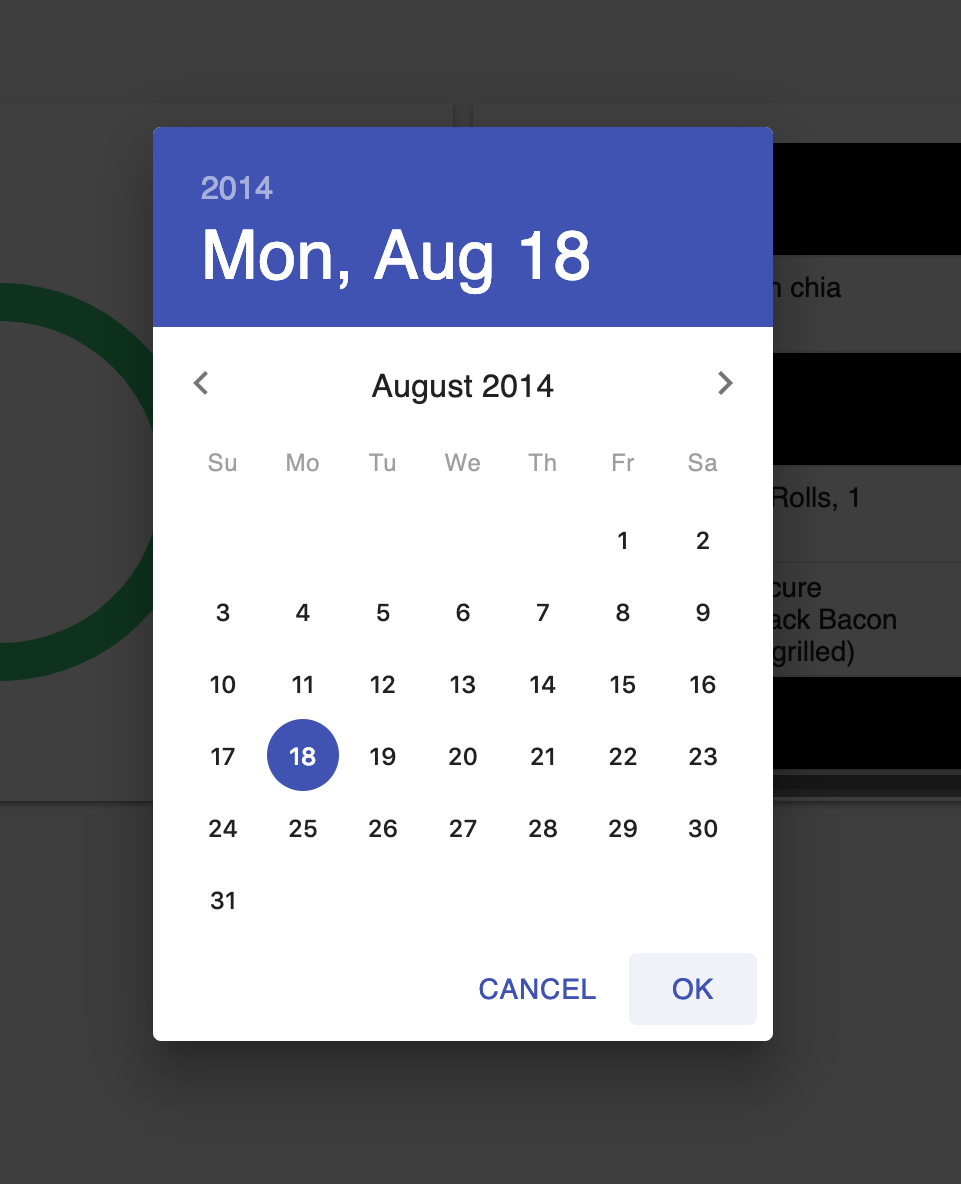 2014
Mon, Aug 18
August 2014
Su Mo Tu We Th Fr Sa
1 2
3 4 5 6 7 8 9
10 11 12 13 14 15 16
17 18 19 20 21 22 23
24 25 26 27 28 29 30
31
CANCEL OK
chia
Rolls, 1
Bacon
grilled)